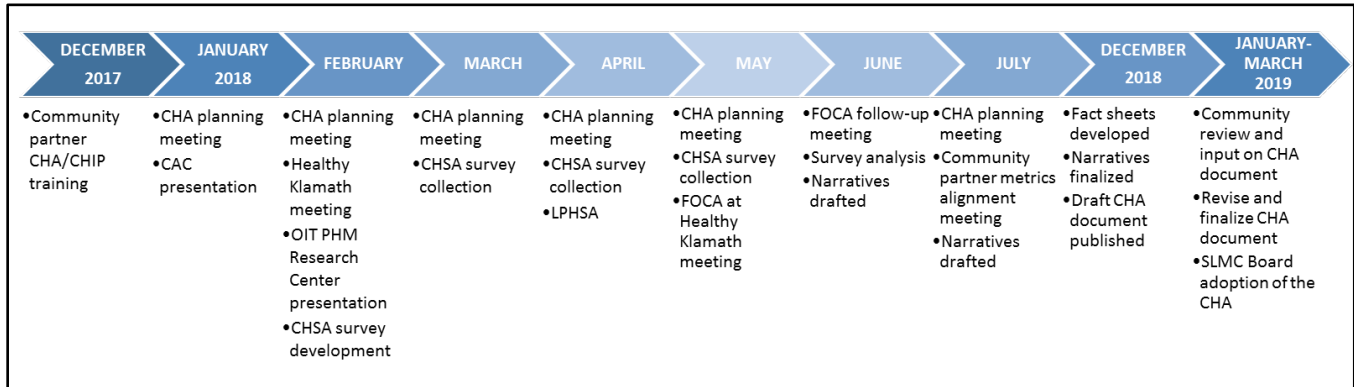 DECEMBER
2017
JANUARY
2018
FEBRUARY
MARCH
APRIL
MAY
JUNE
JULY
DECEMBER
2018
JANUARY-
MARCH
2019
•Community
partner
CHA/CHIP
training
•CHA planning
meeting
•CAC
presentation
•CHA planning
meeting
•Healthy
Klamath
meeting
•OIT PHM
Research
Center
presentation
•CHSA survey
development
•CHA planning
meeting
•CHSA survey
collection
•CHA planning
meeting
•CHSA survey
collection
•LPHSA
•CHA planning
meeting
•CHSA survey
collection
•FOCA at
Healthy
Klamath
meeting
•FOCA follow-up
meeting
•Survey analysis
•Narratives
drafted
•CHA planning
meeting
•Community
partner metrics
alignment
meeting
•Narratives
drafted
•Fact sheets
developed
•Narratives
finalized
•Draft CHA
document
published
•Community
review and
input on CHA
document
•Revise and
finalize CHA
document
•SLMC Board
adoption of the
CHA